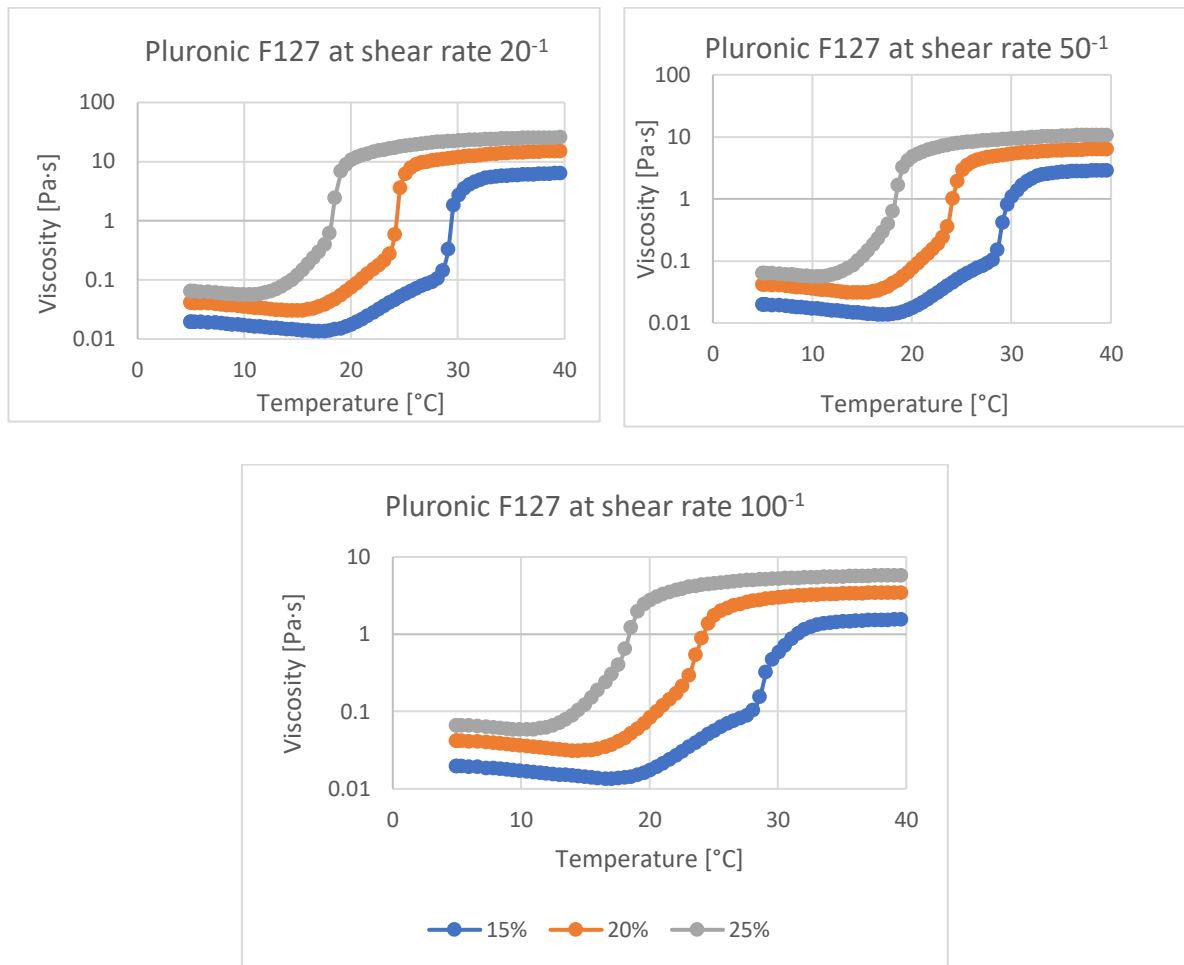 Pluronic F127 at shear rate 20⁻¹
100
10
1
0.1
0.01
Viscosity [Pa·s]
0 10 20 30 40
Temperature [°C]
Pluronic F127 at shear rate 50⁻¹
100
10
1
0.1
0.01
Viscosity [Pa·s]
0 10 20 30 40
Temperature [°C]
Pluronic F127 at shear rate 100⁻¹
10
1
0.1
0.01
Viscosity [Pa·s]
0 10 20 30 40
Temperature [°C]
15% 20% 25%